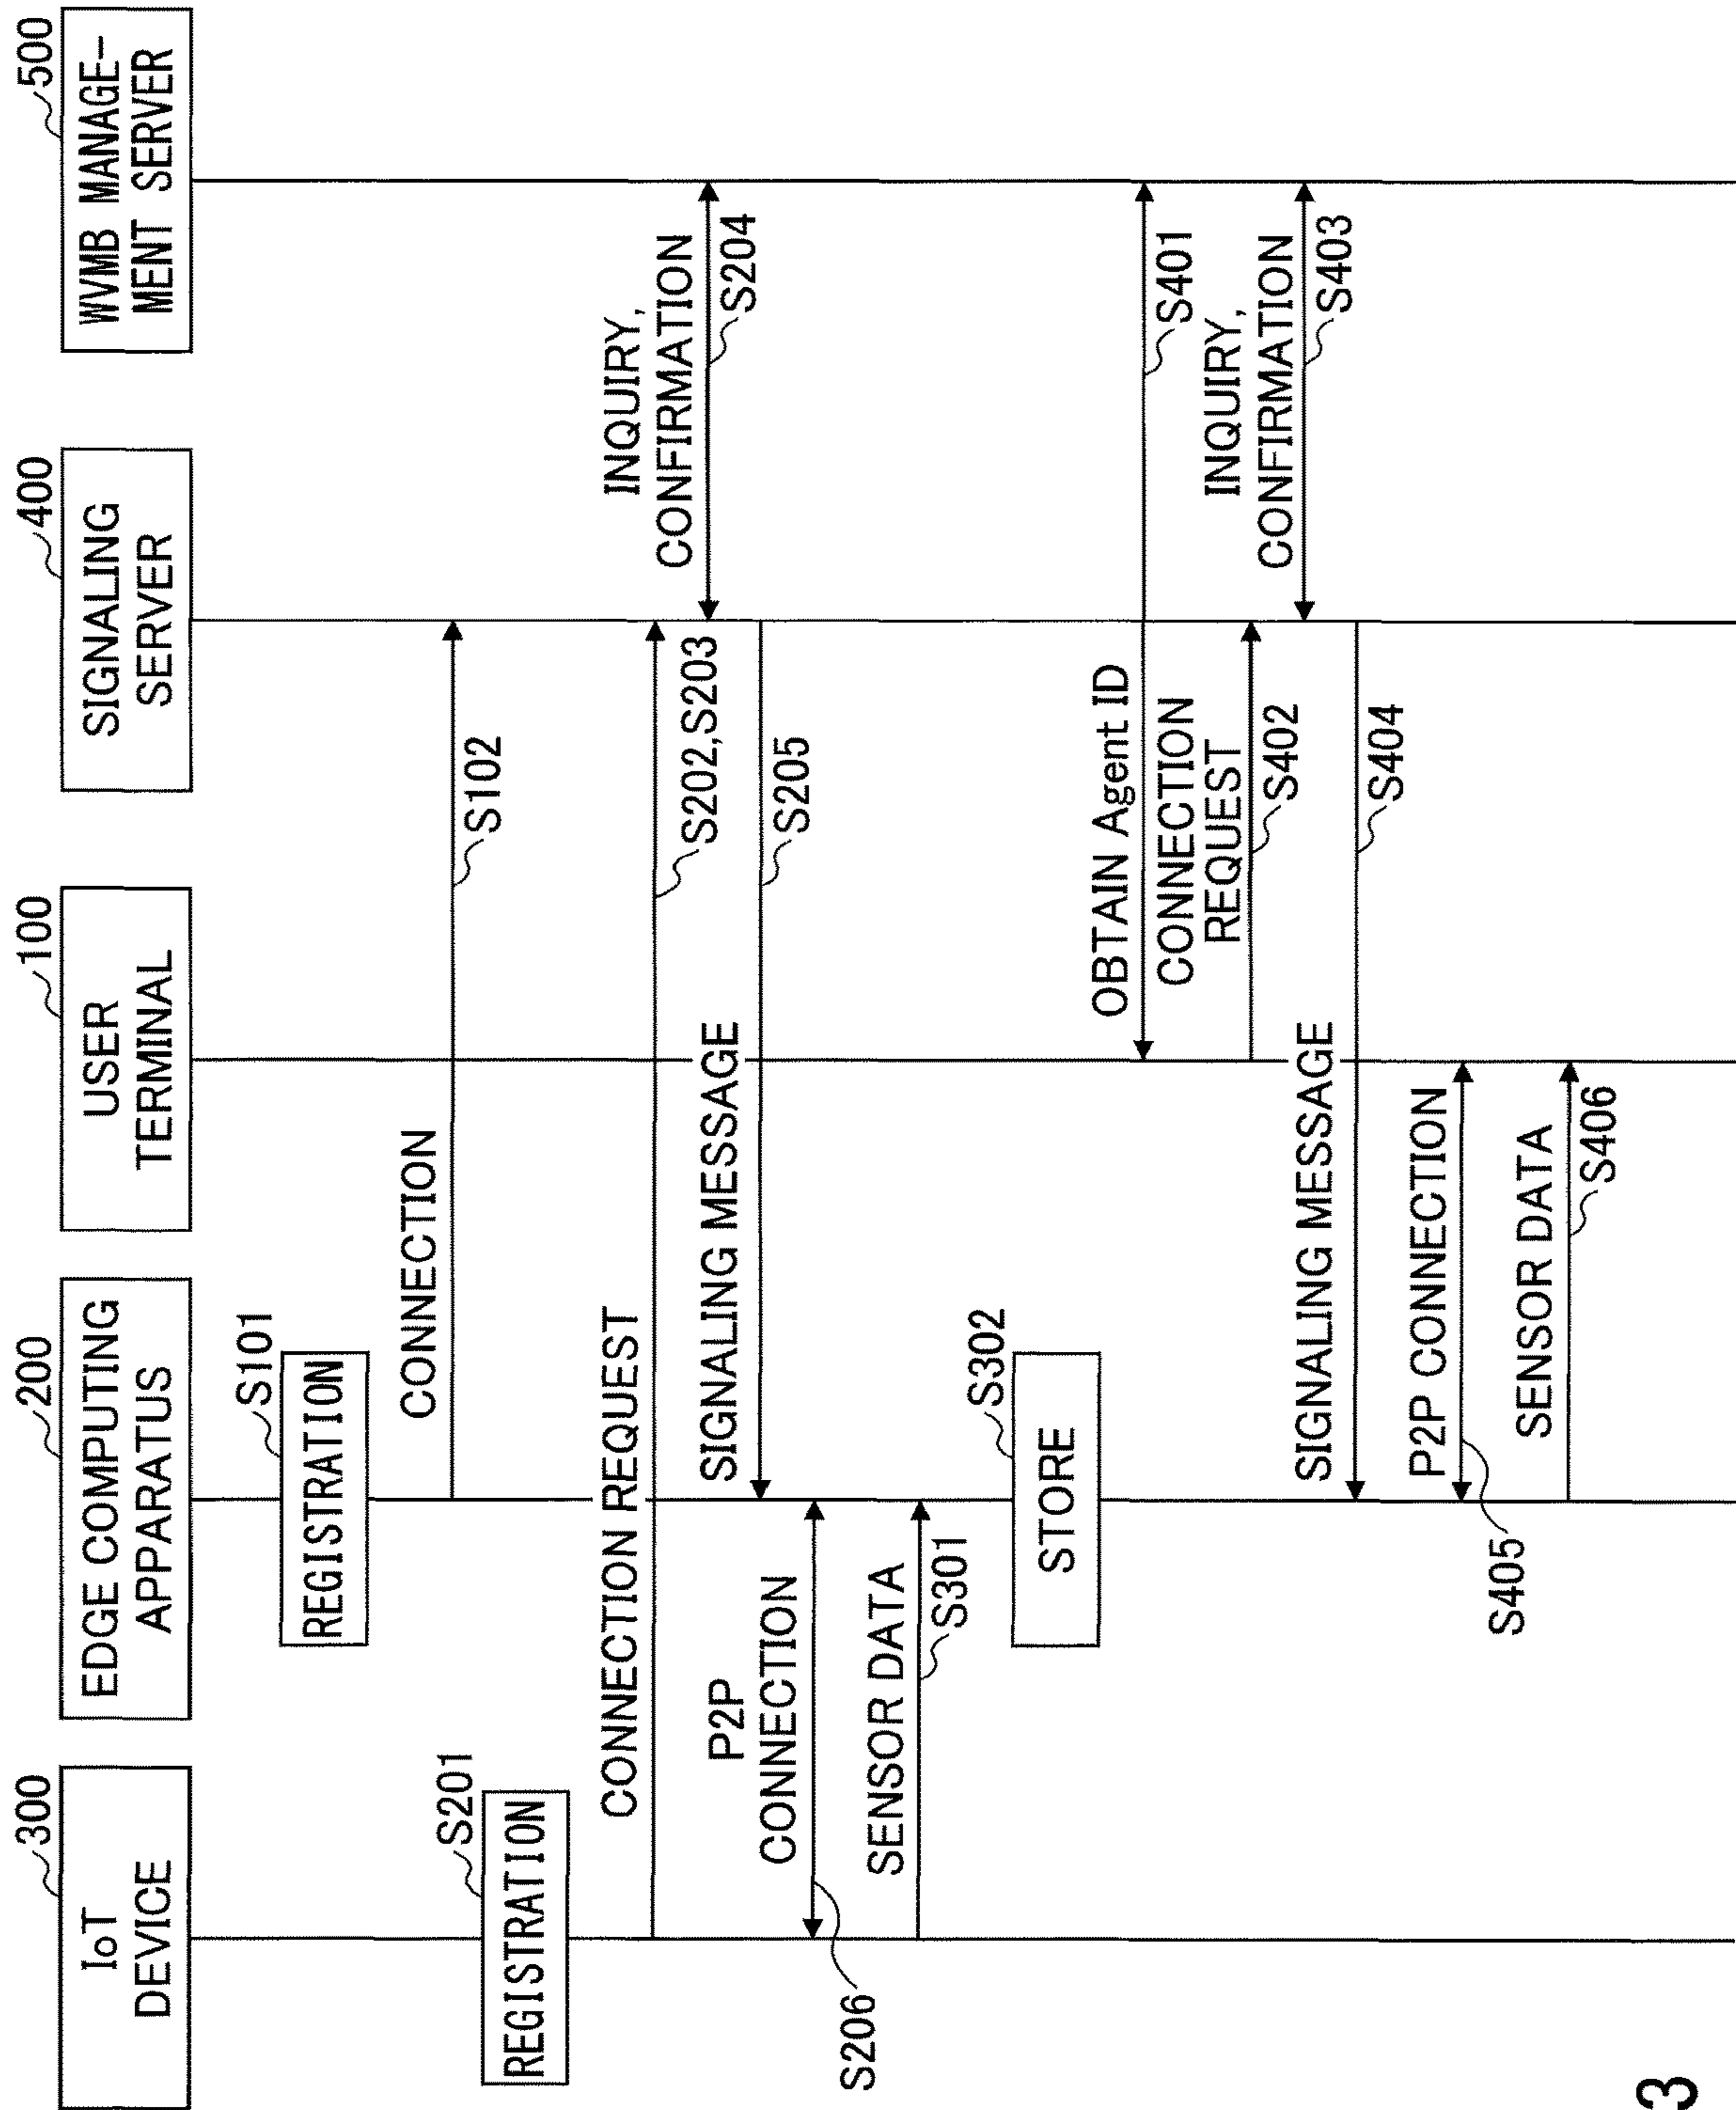 300
IoT
DEVICE
200
EDGE COMPUTING
APPARATUS
100
USER
TERMINAL
400
SIGNALING
SERVER
500
WVMB MANAGE-
MENT SERVER
S101
REGISTRATION
CONNECTION
S102
S201
REGISTRATION
CONNECTION REQUEST
S202,S203
INQUIRY,
CONFIRMATION
S204
SIGNALING MESSAGE
S205
P2P
CONNECTION
S206
SENSOR DATA
S301
S302
STORE
OBTAIN Agent ID
S401
CONNECTION
REQUEST
S402
INQUIRY,
CONFIRMATION
S403
SIGNALING MESSAGE
S404
P2P CONNECTION
S405
SENSOR DATA
S406
3